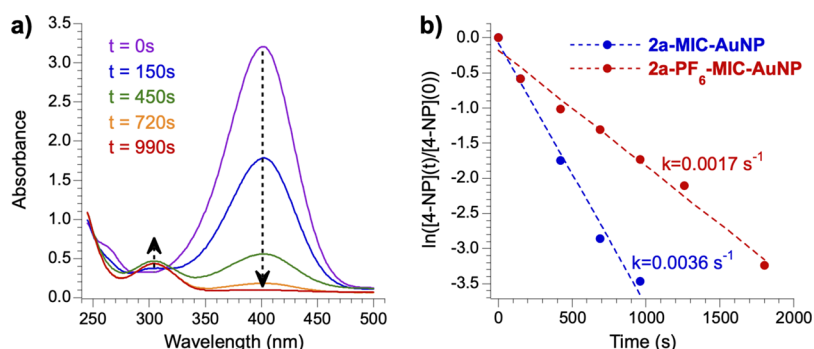 a)
3.5
3.0
2.5
2.0
1.5
1.0
0.5
0.0
Absorbance
t = 0s
t = 150s
t = 450s
t = 720s
t = 990s
250 300 350 400 450 500
Wavelength (nm)
b)
0.0
-0.5
-1.0
-1.5
-2.0
-2.5
-3.0
-3.5
ln([4-NP](t)/[4-NP](0))
2a-MIC-AuNP
2a-PF₆-MIC-AuNP
k=0.0017 s⁻¹
k=0.0036 s⁻¹
0 500 1000 1500 2000
Time (s)